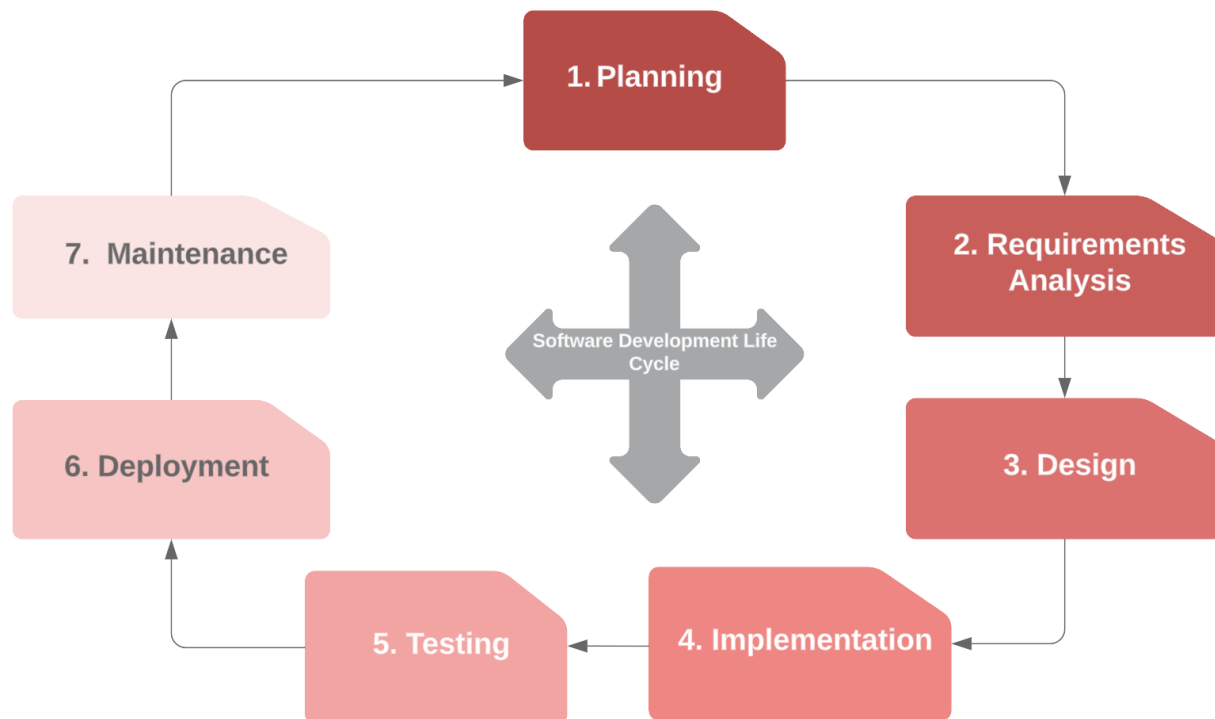 1. Planning
2. Requirements
Analysis
3. Design
4. Implementation
5. Testing
6. Deployment
7. Maintenance
Software Development Life
Cycle